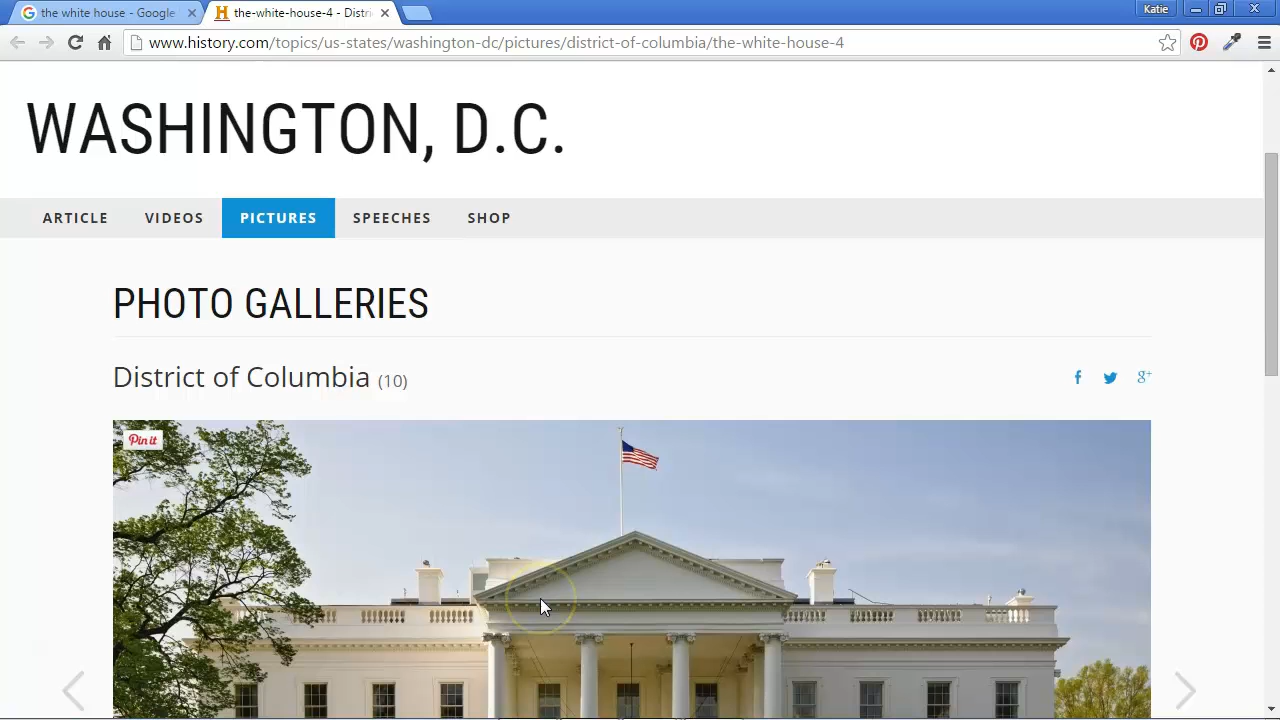 the white house - Google
the-white-house-4 - Distri
Katie
www.history.com/topics/us-states/washington-dc/pictures/district-of-columbia/the-white-house-4
WASHINGTON, D.C.
ARTICLE VIDEOS PICTURES SPEECHES SHOP
PHOTO GALLERIES
District of Columbia (10)
Pin it